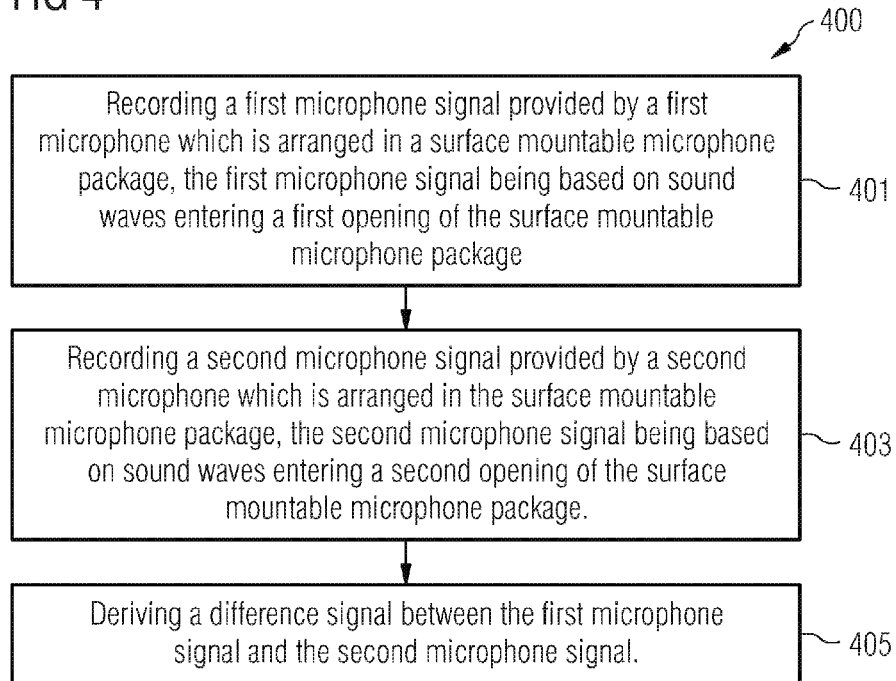 FIG 4
400
Recording a first microphone signal provided by a first
microphone which is arranged in a surface mountable microphone
package, the first microphone signal being based on sound
waves entering a first opening of the surface mountable
microphone package
401
Recording a second microphone signal provided by a second
microphone which is arranged in the surface mountable
microphone package, the second microphone signal being based
on sound waves entering a second opening of the surface
mountable microphone package.
403
Deriving a difference signal between the first microphone
signal and the second microphone signal.
405